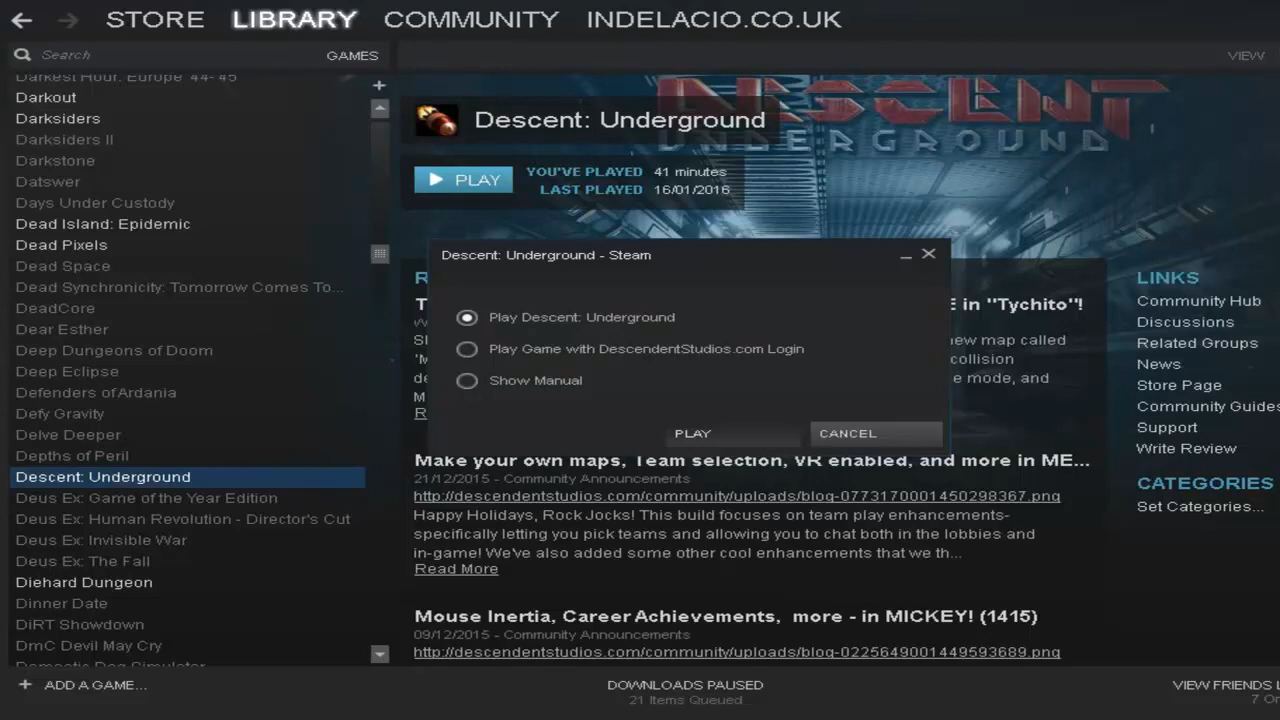 STORE LIBRARY COMMUNITY INDELACIO.CO.UK
Search GAMES VIEW
Darkest Hour: Europe '44-'45
Darkout
Darksiders
Darksiders II
Darkstone
Datswer
Days Under Custody
Dead Island: Epidemic
Dead Pixels
Dead Space
Dead Synchronicity: Tomorrow Comes To...
DeadCore
Dear Esther
Deep Dungeons of Doom
Deep Eclipse
Defenders of Ardania
Defy Gravity
Delve Deeper
Depths of Peril
Descent: Underground
Deus Ex: Game of the Year Edition
Deus Ex: Human Revolution - Director's Cut
Deus Ex: Invisible War
Deus Ex: The Fall
Diehard Dungeon
Dinner Date
DiRT Showdown
DmC Devil May Cry
Domestic Dog Simulator
+ ADD A GAME...
DESCENT
UNDERGROUND
Descent: Underground
PLAY
YOU'VE PLAYED 41 minutes
LAST PLAYED 16/01/2016
Descent: Underground - Steam
Play Descent: Underground
Play Game with DescendentStudios.com Login
Show Manual
PLAY CANCEL
E in "Tychito"!
new map called
collision
e mode, and
Make your own maps, Team selection, VR enabled, and more in ME...
21/12/2015 - Community Announcements
http://descendentstudios.com/community/uploads/blog-0773170001450298367.png
Happy Holidays, Rock Jocks! This build focuses on team play enhancements-
specifically letting you pick teams and allowing you to chat both in the lobbies and
in-game! We've also added some other cool enhancements that we th...
Read More
Mouse Inertia, Career Achievements, more - in MICKEY! (1415)
09/12/2015 - Community Announcements
http://descendentstudios.com/community/uploads/blog-0225649001449593689.png
LINKS
Community Hub
Discussions
Related Groups
News
Store Page
Community Guides
Support
Write Review
CATEGORIES
Set Categories...
DOWNLOADS PAUSED
21 Items Queued
VIEW FRIENDS L
7 On